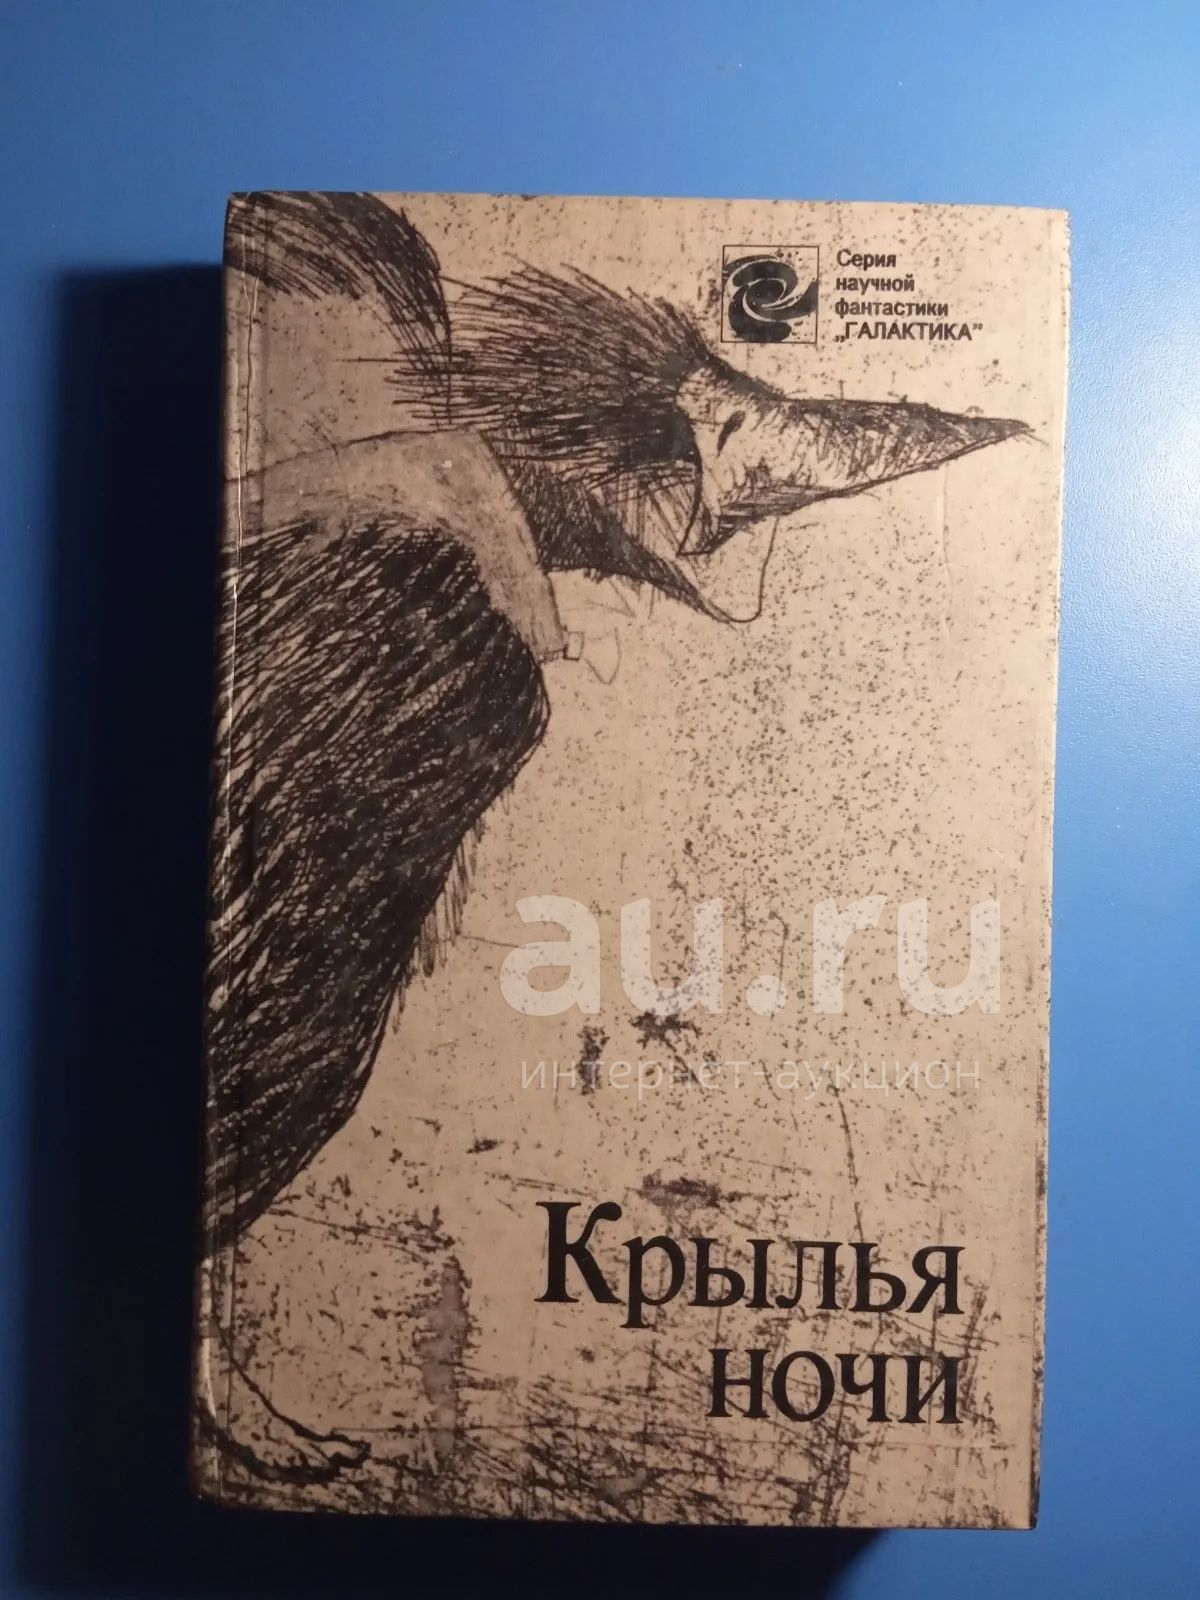 Серия
научной
фантастики
„ГАЛАКТИКА”
au.ru
интернет-аукцион
Крылья
ночи